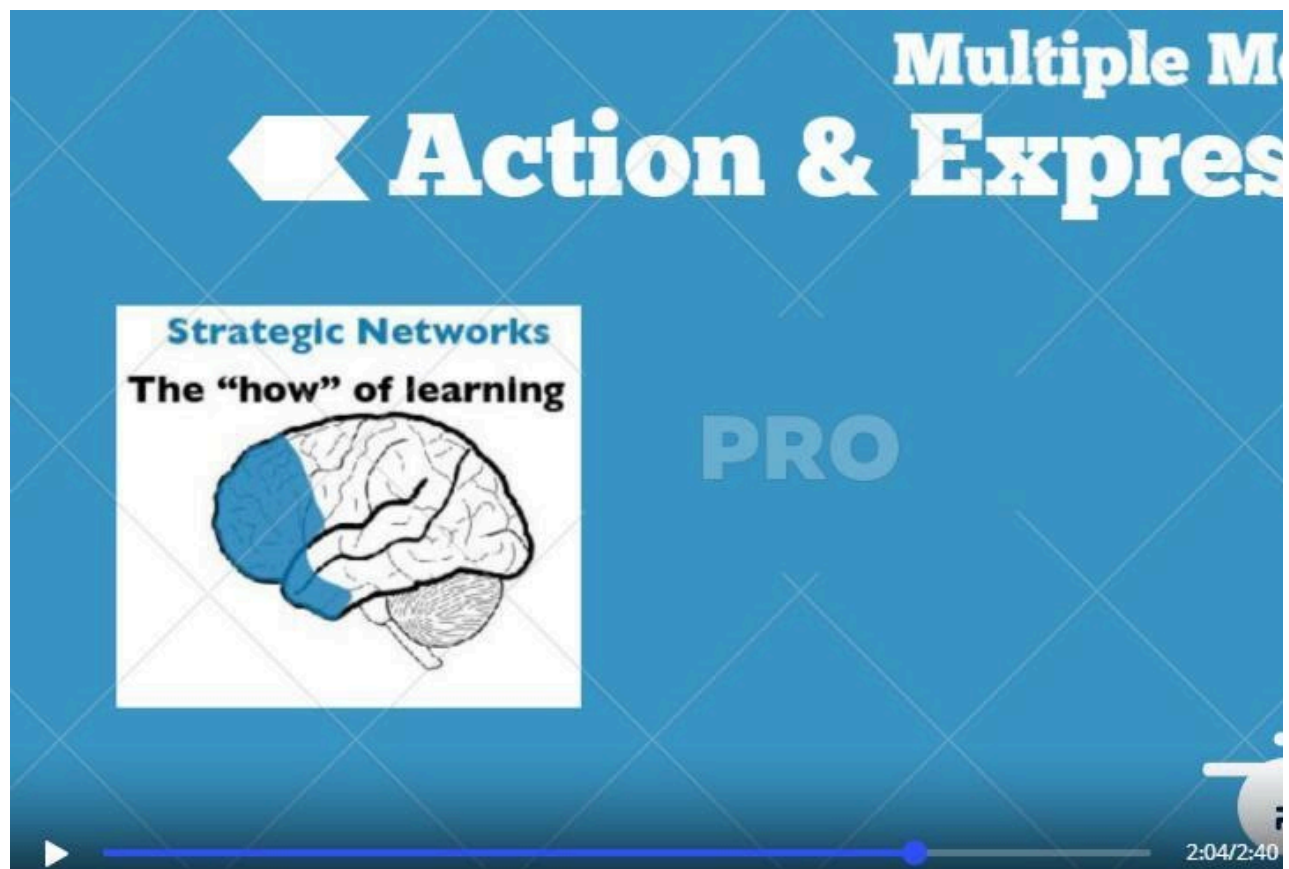 Multiple M
Action & Expres
Strategic Networks
The “how” of learning
PRO
2:04/2:40